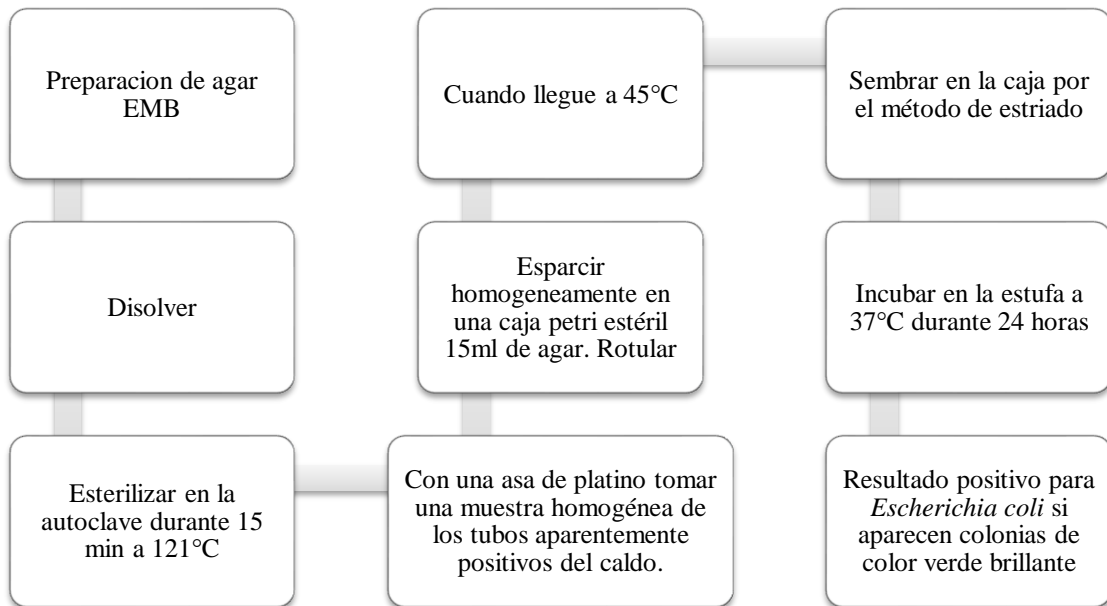 Preparacion de agar
EMB
Disolver
Esterilizar en la
autoclave durante 15
min a 121°C
Con una asa de platino tomar
una muestra homogénea de
los tubos aparentemente
positivos del caldo.
Esparcir
homogeneamente en
una caja petri estéril
15ml de agar. Rotular
Cuando llegue a 45°C
Sembrar en la caja por
el método de estriado
Incubar en la estufa a
37°C durante 24 horas
Resultado positivo para
Escherichia coli si
aparecen colonias de
color verde brillante